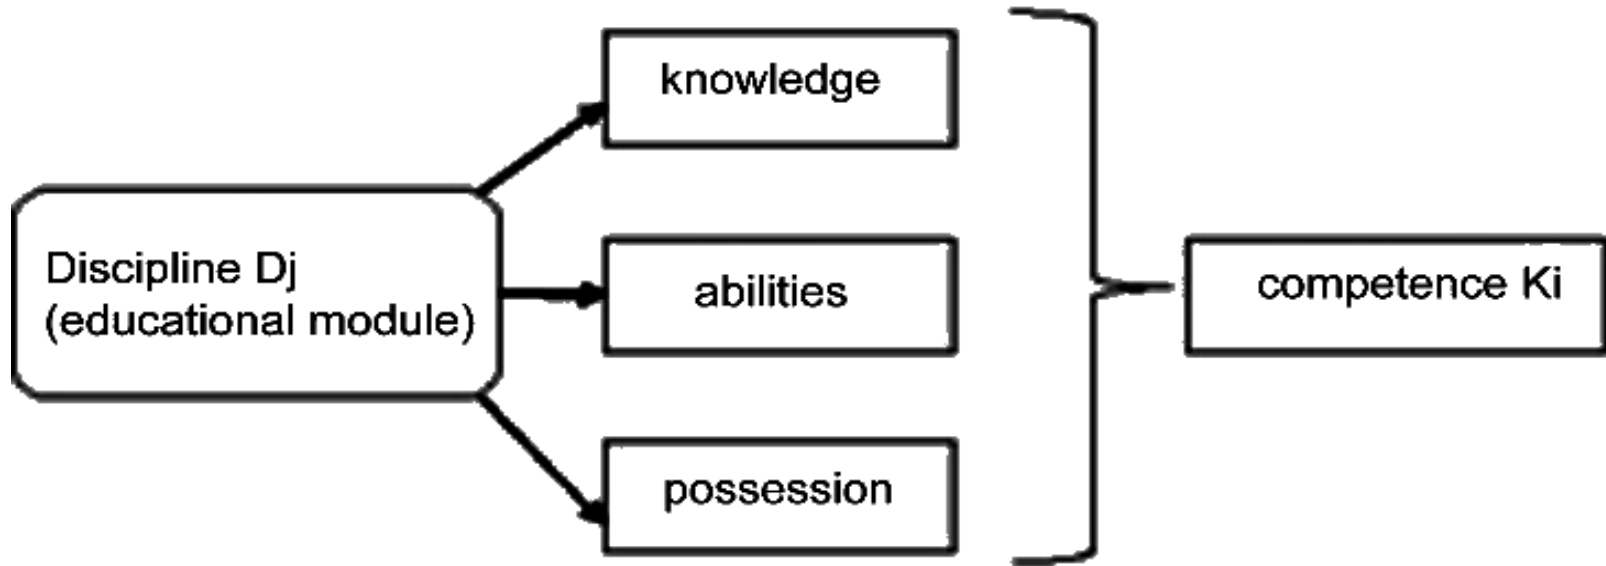 knowledge
Discipline Dj
(educational module)
abilities
competence Ki
possession